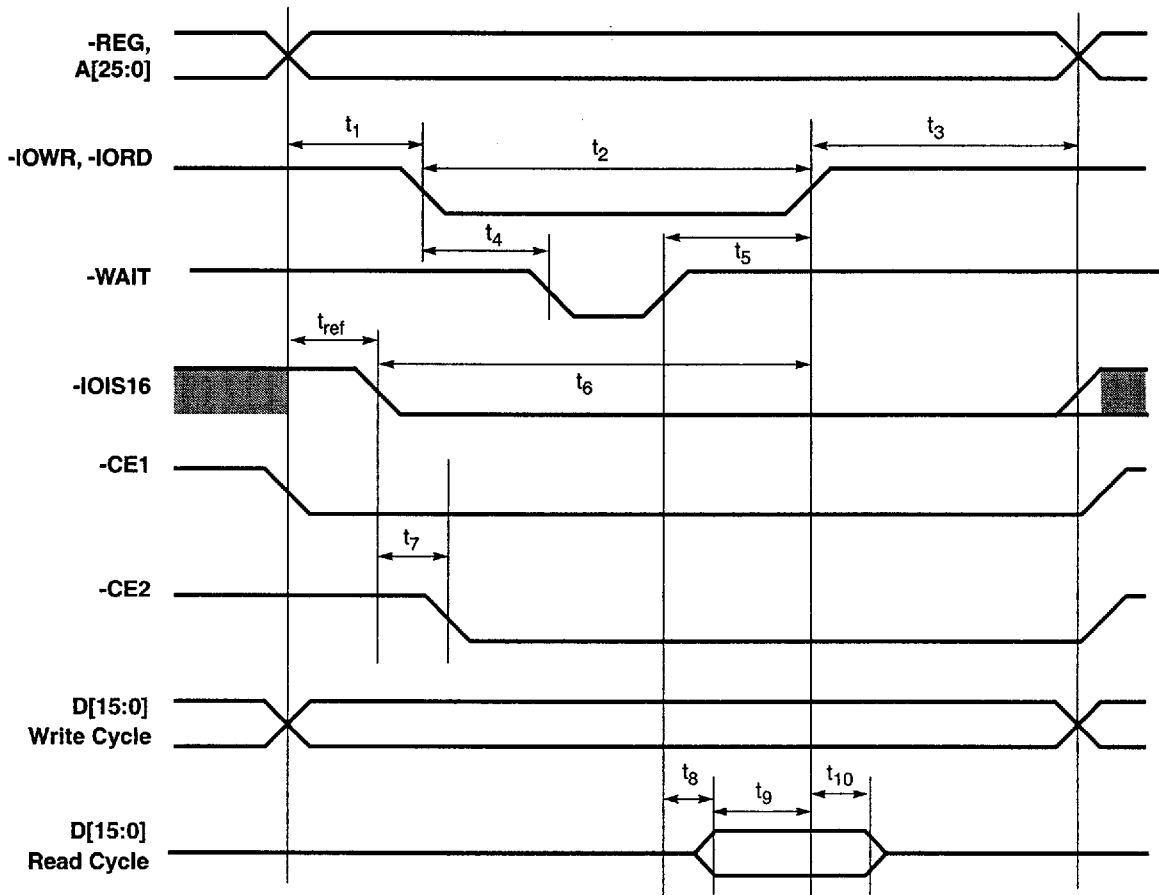 -REG,
A[25:0]
t1
t3
-IOWR, -IORD
t2
t4
t5
-WAIT
tref
-IOIS16
t6
-CE1
t7
-CE2
D[15:0]
Write Cycle
t8
t9
t10
D[15:0]
Read Cycle